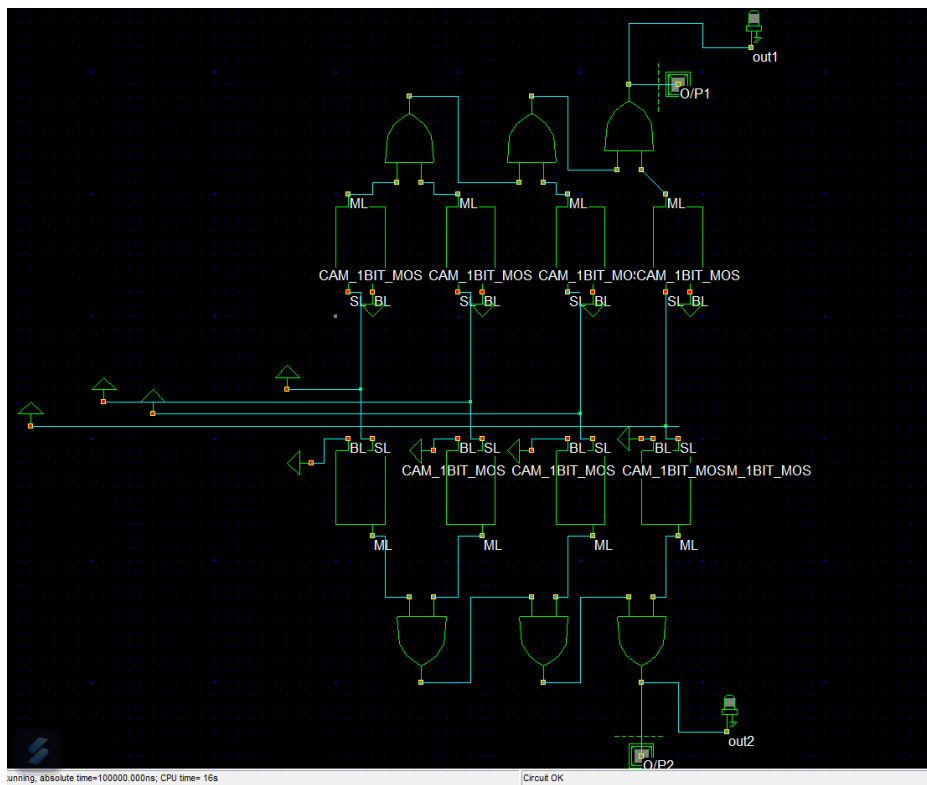 out1
O/P1
ML ML ML ML
CAM_1BIT_MOS CAM_1BIT_MOS CAM_1BIT_MOS CAM_1BIT_MOS
SL BL SL BL SL BL SL BL
BL SL BL SL BL SL BL SL
CAM_1BIT_MOS CAM_1BIT_MOS CAM_1BIT_MOSM_1BIT_MOS
ML ML ML ML
out2
O/P2
unning, absolute time=100000.000ns; CPU time= 16s Circuit OK